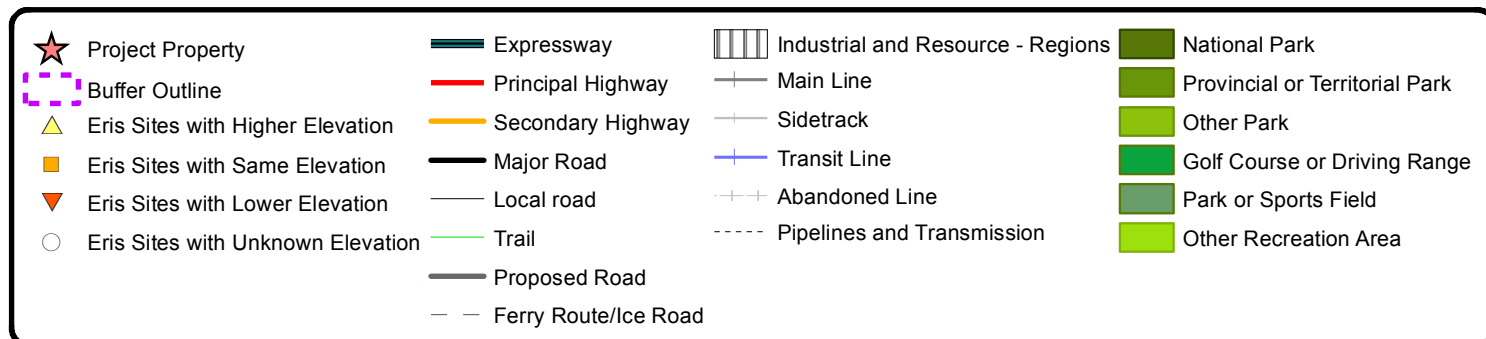 Project Property
Buffer Outline
Eris Sites with Higher Elevation
Eris Sites with Same Elevation
Eris Sites with Lower Elevation
Eris Sites with Unknown Elevation
Expressway
Principal Highway
Secondary Highway
Major Road
Local road
Trail
Proposed Road
Ferry Route/Ice Road
Industrial and Resource - Regions
Main Line
Sidetrack
Transit Line
Abandoned Line
Pipelines and Transmission
National Park
Provincial or Territorial Park
Other Park
Golf Course or Driving Range
Park or Sports Field
Other Recreation Area